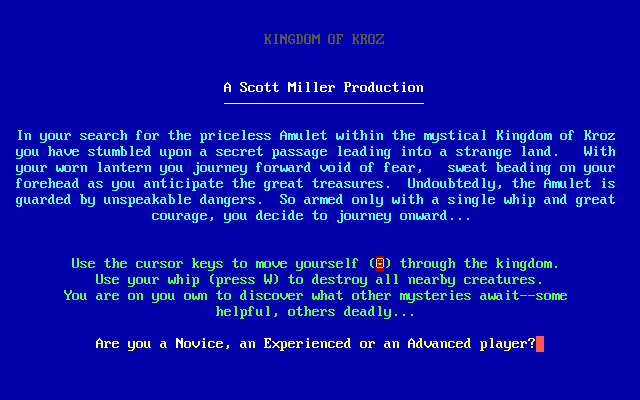 KINGDOM OF KROZ
A Scott Miller Production
In your search for the priceless Amulet within the mystical Kingdom of Kroz
you have stumbled upon a secret passage leading into a strange land.  With
your worn lantern you journey forward void of fear,   sweat beading on your
forehead as you anticipate the great treasures.  Undoubtedly, the Amulet is
guarded by unspeakable dangers.  So armed only with a single whip and great
courage, you decide to journey onward...
Use the cursor keys to move yourself (☻) through the kingdom.
Use your whip (press W) to destroy all nearby creatures.
You are on you own to discover what other mysteries await--some
helpful, others deadly...
Are you a Novice, an Experienced or an Advanced player?